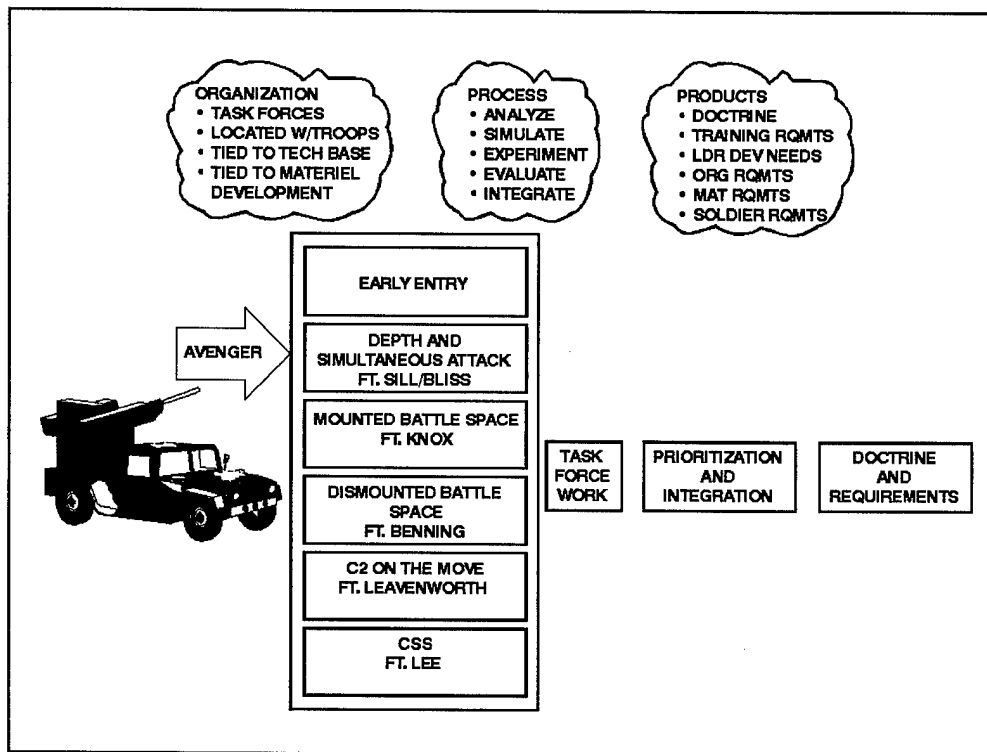 ORGANIZATION
• TASK FORCES
• LOCATED W/TROOPS
• TIED TO TECH BASE
• TIED TO MATERIEL
DEVELOPMENT
PROCESS
• ANALYZE
• SIMULATE
• EXPERIMENT
• EVALUATE
• INTEGRATE
PRODUCTS
• DOCTRINE
• TRAINING RQMTS
• LDR DEV NEEDS
• ORG RQMTS
• MAT RQMTS
• SOLDIER RQMTS
AVENGER
EARLY ENTRY
DEPTH AND
SIMULTANEOUS ATTACK
FT. SILL/BLISS
MOUNTED BATTLE SPACE
FT. KNOX
DISMOUNTED BATTLE
SPACE
FT. BENNING
C2 ON THE MOVE
FT. LEAVENWORTH
CSS
FT. LEE
TASK
FORCE
WORK
PRIORITIZATION
AND
INTEGRATION
DOCTRINE
AND
REQUIREMENTS